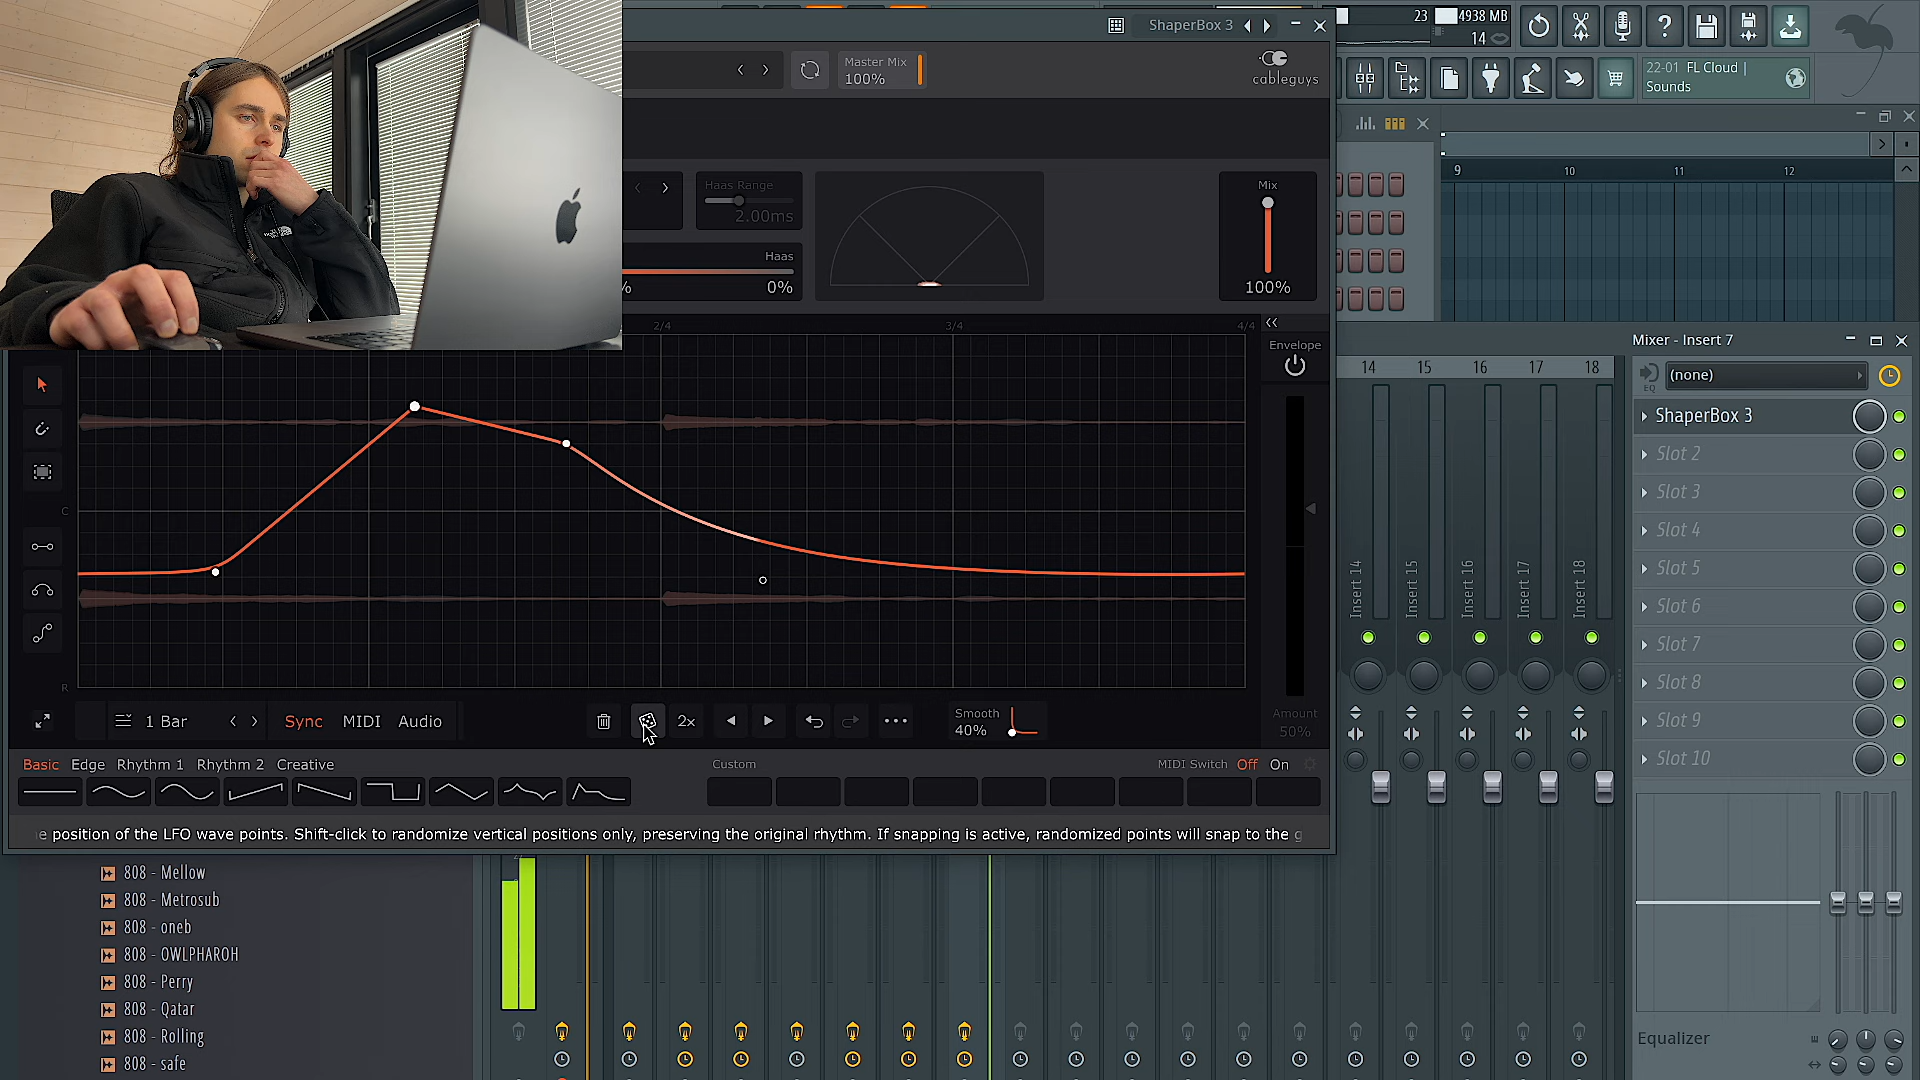 ShaperBox 3
23
4938 MB
14
Master Mix
100%
cableguys
22-01 FL Cloud |
Sounds
Haas Range
2.00ms
Haas
%
0%
Mix
100%
9
10
11
12
2/4
3/4
4/4
Envelope
C
R
Mixer - Insert 7
14
15
16
17
18
(none)
EQ
ShaperBox 3
Slot 2
Slot 3
Slot 4
Slot 5
Slot 6
Slot 7
Slot 8
Slot 9
Slot 10
Insert 14
Insert 15
Insert 16
Insert 17
Insert 18
1 Bar
Sync
MIDI
Audio
2x
Smooth
40%
Amount
50%
Basic
Edge
Rhythm 1
Rhythm 2
Creative
Custom
MIDI Switch
Off
On
e position of the LFO wave points. Shift-click to randomize vertical positions only, preserving the original rhythm. If snapping is active, randomized points will snap to the g
808 - Mellow
808 - Metrosub
808 - oneb
808 - OWLPHAROH
808 - Perry
808 - Qatar
808 - Rolling
808 - safe
Equalizer